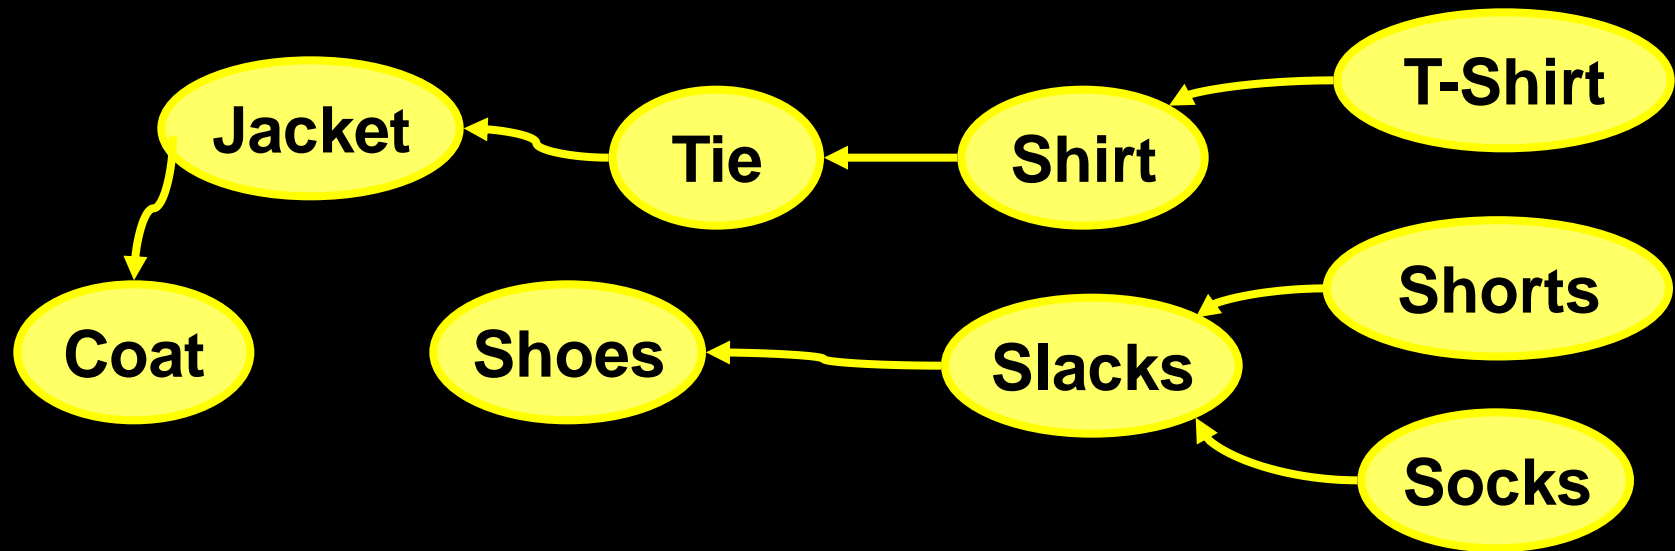 T-Shirt
Jacket
Tie
Shirt
Shorts
Coat
Shoes
Slacks
Socks